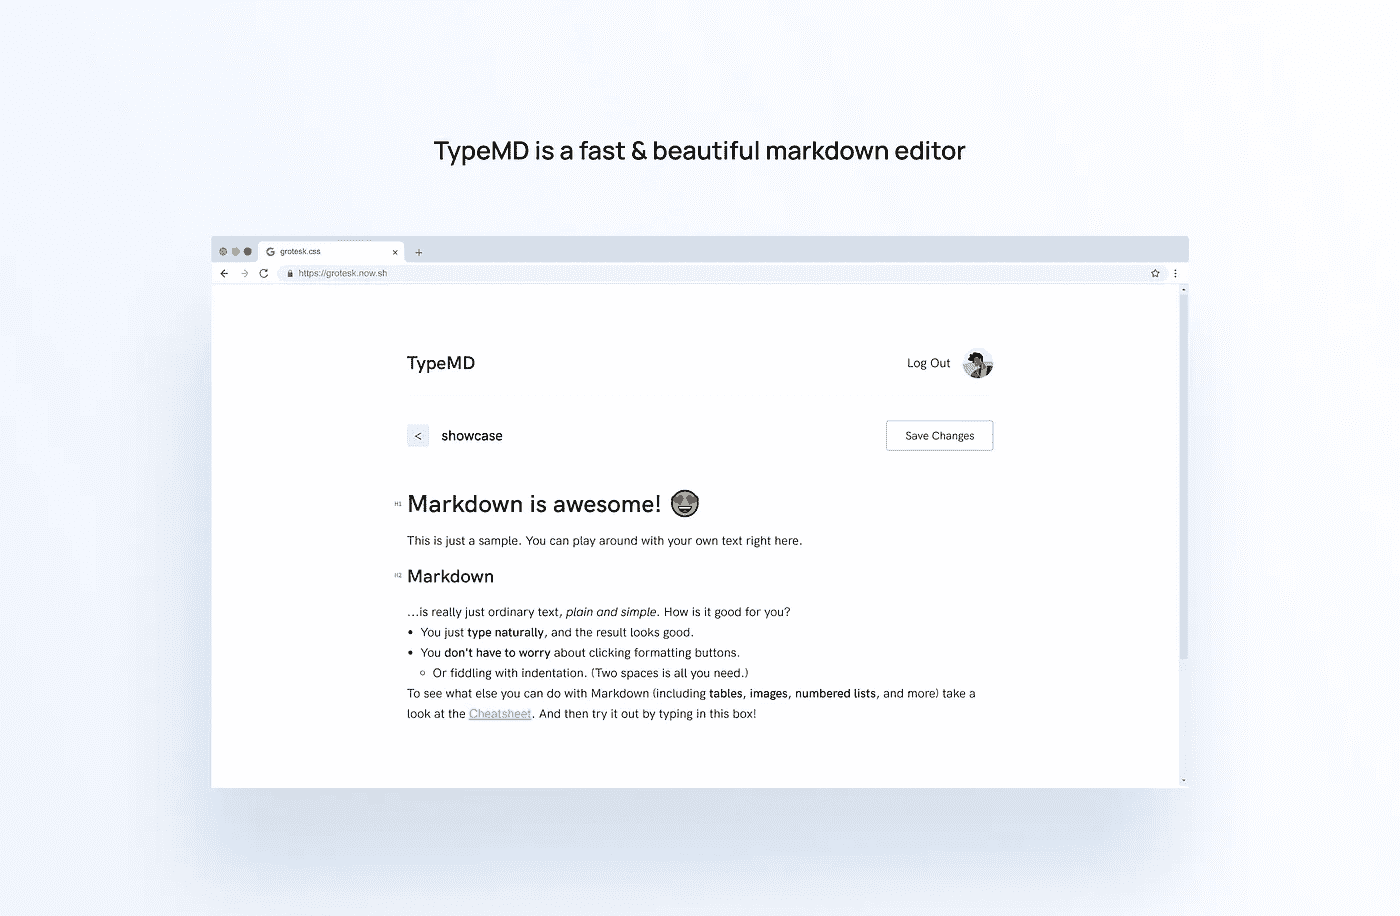 TypeMD is a fast & beautiful markdown editor
grotesk.css
https://grotesk.now.sh
TypeMD
Log Out
< showcase
Save Changes
H1 Markdown is awesome! 😍
This is just a sample. You can play around with your own text right here.
H2 Markdown
...is really just ordinary text, plain and simple. How is it good for you?
• You just type naturally, and the result looks good.
• You don't have to worry about clicking formatting buttons.
◦ Or fiddling with indentation. (Two spaces is all you need.)
To see what else you can do with Markdown (including tables, images, numbered lists, and more) take a
look at the Cheatsheet. And then try it out by typing in this box!